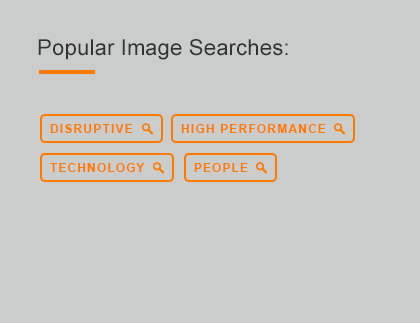 Popular Image Searches:
DISRUPTIVE HIGH PERFORMANCE
TECHNOLOGY PEOPLE